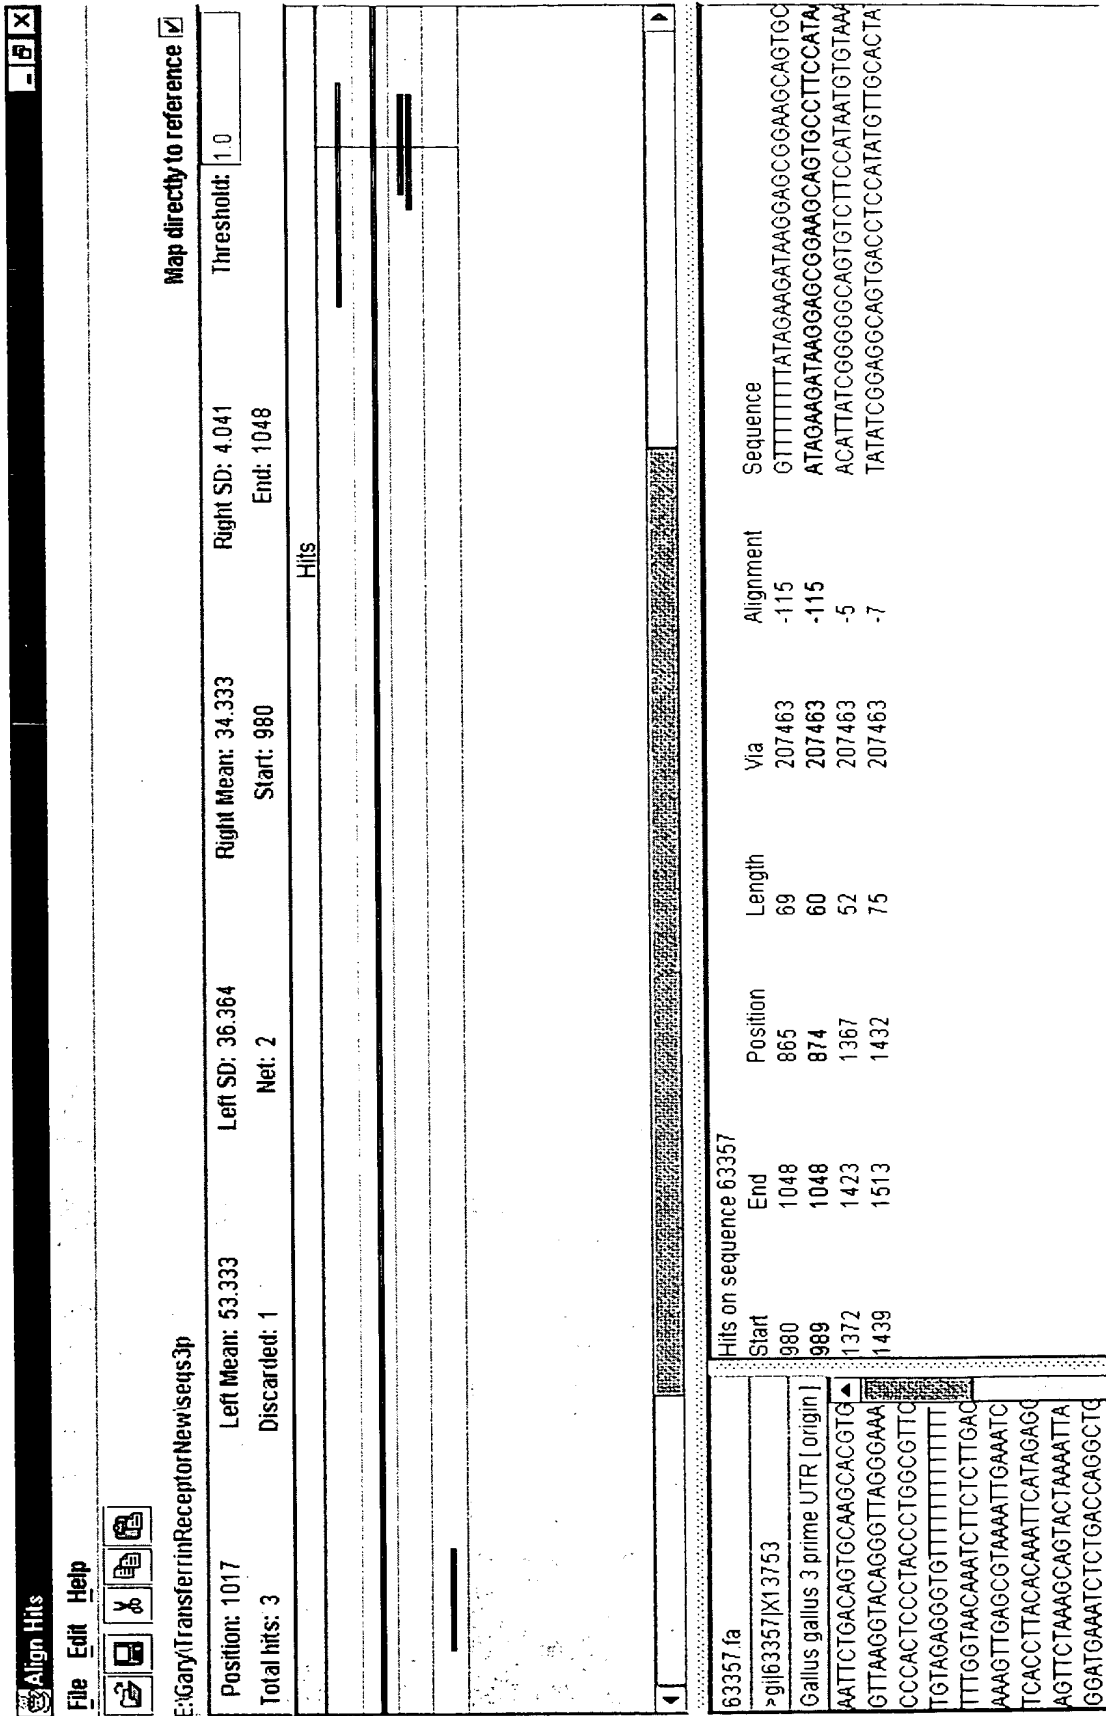 Align Hits
File Edit Help
E:\Gary\TransferrinReceptorNew\seqs3p
Map directly to reference
Position: 1017 Left Mean: 53.333 Left SD: 36.364 Right Mean: 34.333 Right SD: 4.041 Threshold: 1.0
Total hits: 3 Discarded: 1 Net: 2 Start: 980 End: 1048
Hits
63357.fa
>gi|63357|X13753
Gallus gallus 3 prime UTR [ origin ]
AATTCTGACAGTGCAAGCACGTG
GTTAAGGTACAGGGTTAGGGAAA
CCCACTCCCCTACCCTGGCGTTC
TGTAGAGGGTGTTTTTTTTTTTT
TTTGGTAACAAATCTTCTCTTGAC
AAAGTTGAGCGTAAAATTGAAATC
TCACCTTACACAAATTCATAGAGC
AGTTCTAAAGCAGTACTAAAATTA
GGATGAAATCTCTGACCAGGCTG
Hits on sequence 63357
Start End Position Length Via Alignment Sequence
980 1048 865 69 207463 -115 GTTTTTTTTATAGAAGATAAGGAGCGGAAGCAGTGC
989 1048 874 60 207463 -115 ATAGAAGATAAGGAGCGGAAGCAGTGCCTTCCATA
1372 1423 1367 52 207463 -5 ACATTATCGGGGGCAGTGTCTTCCATAATGTGTAAA
1439 1513 1432 75 207463 -7 TATATCGGAGGCAGTGACCTCCATATGTTGCACTA